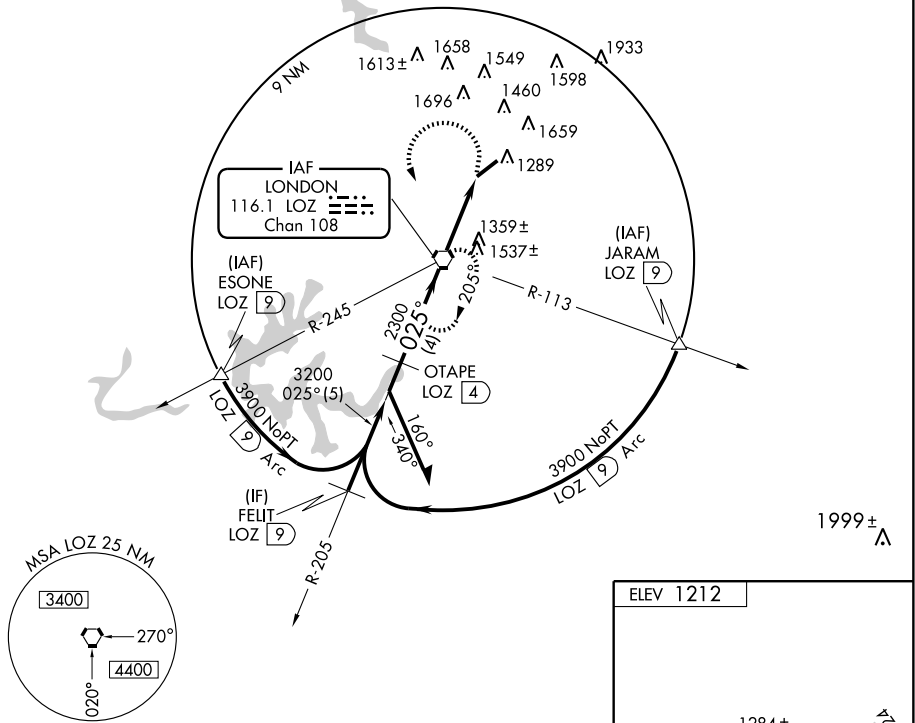 9 NM
1613±
1658
1549
1598
1933
1696
1460
1659
1289
IAF
LONDON
116.1 LOZ
Chan 108
1359±
1537±
(IAF)
JARAM
LOZ 9
(IAF)
ESONE
LOZ 9
R-245
R-113
205°
2300
025°
(4)
OTAPE
LOZ 4
3200
025° (5)
3900 NoPT
LOZ 9 Arc
160°
340°
3900 NoPT
LOZ 9 Arc
(IF)
FELIT
LOZ 9
R-205
1999±
MSA LOZ 25 NM
3400
270°
4400
020°
ELEV 1212